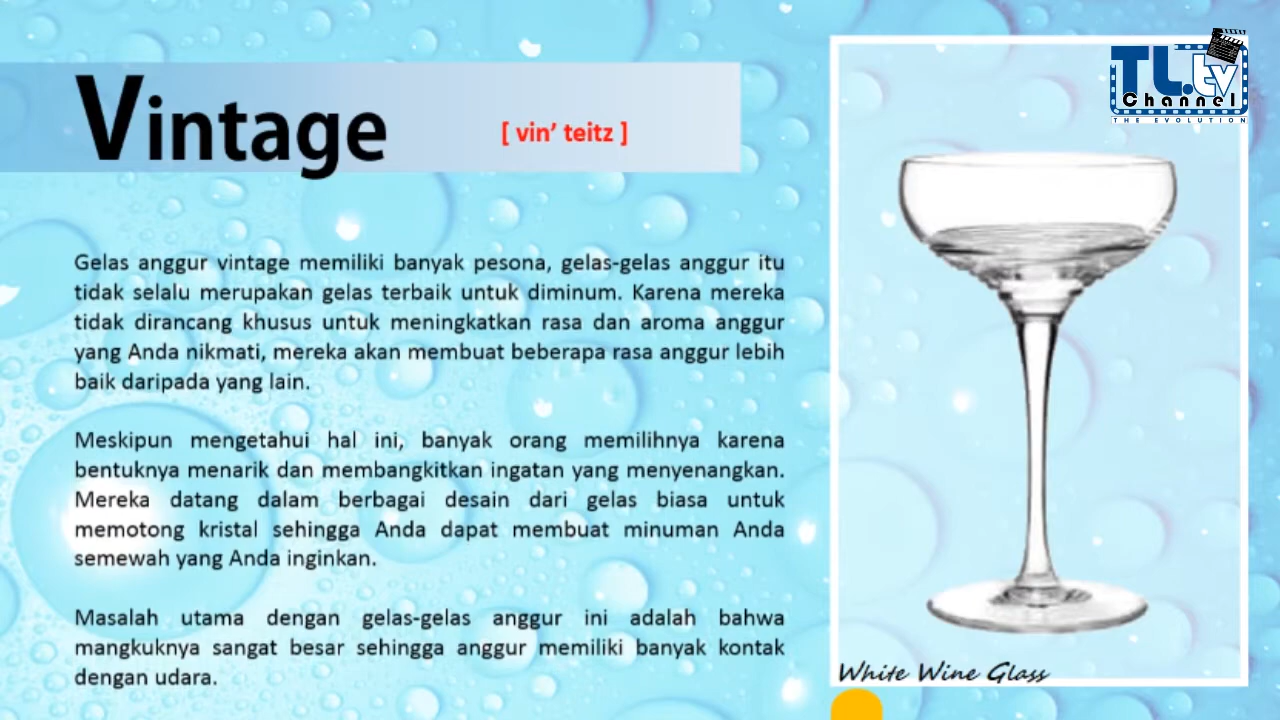 TL.tv
Channel
THE EVOLUTION
Vintage
[ vin’ teitz ]
Gelas anggur vintage memiliki banyak pesona, gelas-gelas anggur itu
tidak selalu merupakan gelas terbaik untuk diminum. Karena mereka
tidak dirancang khusus untuk meningkatkan rasa dan aroma anggur
yang Anda nikmati, mereka akan membuat beberapa rasa anggur lebih
baik daripada yang lain.
Meskipun mengetahui hal ini, banyak orang memilihnya karena
bentuknya menarik dan membangkitkan ingatan yang menyenangkan.
Mereka datang dalam berbagai desain dari gelas biasa untuk
memotong kristal sehingga Anda dapat membuat minuman Anda
semewah yang Anda inginkan.
Masalah utama dengan gelas-gelas anggur ini adalah bahwa
mangkuknya sangat besar sehingga anggur memiliki banyak kontak
dengan udara.
White Wine Glass